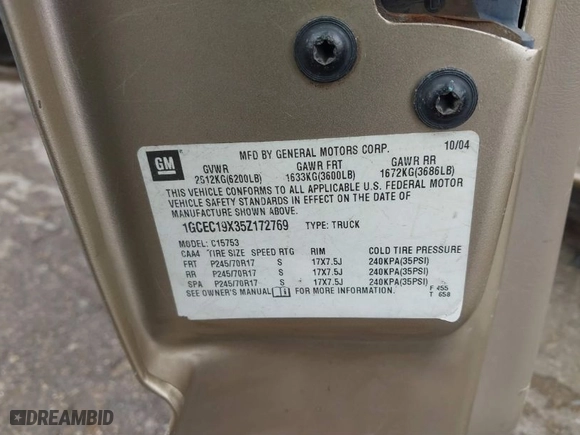 GM
MFD BY GENERAL MOTORS CORP. 10/04
GVWR GAWR FRT GAWR RR
2812KG(6200LB) 1633KG(3600LB) 1672KG(3686LB)
THIS VEHICLE CONFORMS TO ALL APPLICABLE U.S. FEDERAL MOTOR
VEHICLE SAFETY STANDARDS IN EFFECT ON THE DATE OF
MANUFACTURE SHOWN ABOVE.
1GCEC19X35Z172769 TYPE: TRUCK
MODEL: C15753
CAA4 TIRE SIZE SPEED RTG RIM COLD TIRE PRESSURE
FRT P245/70R17 S 17X7.5J 240KPA(35PSI)
RR P245/70R17 S 17X7.5J 240KPA(35PSI)
SPA P245/70R17 S 17X7.5J 240KPA(35PSI)
SEE OWNER'S MANUAL FOR MORE INFORMATION. F 455
T 658
DREAMBID